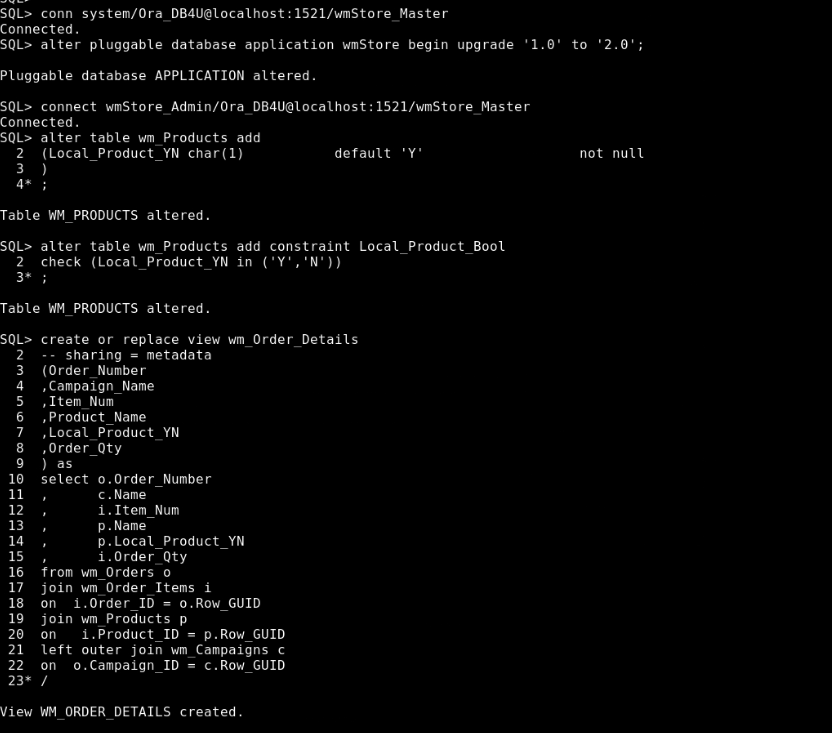 SQL>
SQL> conn system/Ora_DB4U@localhost:1521/wmStore_Master
Connected.
SQL> alter pluggable database application wmStore begin upgrade '1.0' to '2.0';
Pluggable database APPLICATION altered.
SQL> connect wmStore_Admin/Ora_DB4U@localhost:1521/wmStore_Master
Connected.
SQL> alter table wm_Products add
  2  (Local_Product_YN char(1)           default 'Y'                   not null
  3  )
  4* ;
Table WM_PRODUCTS altered.
SQL> alter table wm_Products add constraint Local_Product_Bool
  2  check (Local_Product_YN in ('Y','N'))
  3* ;
Table WM_PRODUCTS altered.
SQL> create or replace view wm_Order_Details
  2  -- sharing = metadata
  3  (Order_Number
  4  ,Campaign_Name
  5  ,Item_Num
  6  ,Product_Name
  7  ,Local_Product_YN
  8  ,Order_Qty
  9  ) as
 10  select o.Order_Number
 11  ,      c.Name
 12  ,      i.Item_Num
 13  ,      p.Name
 14  ,      p.Local_Product_YN
 15  ,      i.Order_Qty
 16  from wm_Orders o
 17  join wm_Order_Items i
 18  on  i.Order_ID = o.Row_GUID
 19  join wm_Products p
 20  on   i.Product_ID = p.Row_GUID
 21  left outer join wm_Campaigns c
 22  on  o.Campaign_ID = c.Row_GUID
 23* /
View WM_ORDER_DETAILS created.